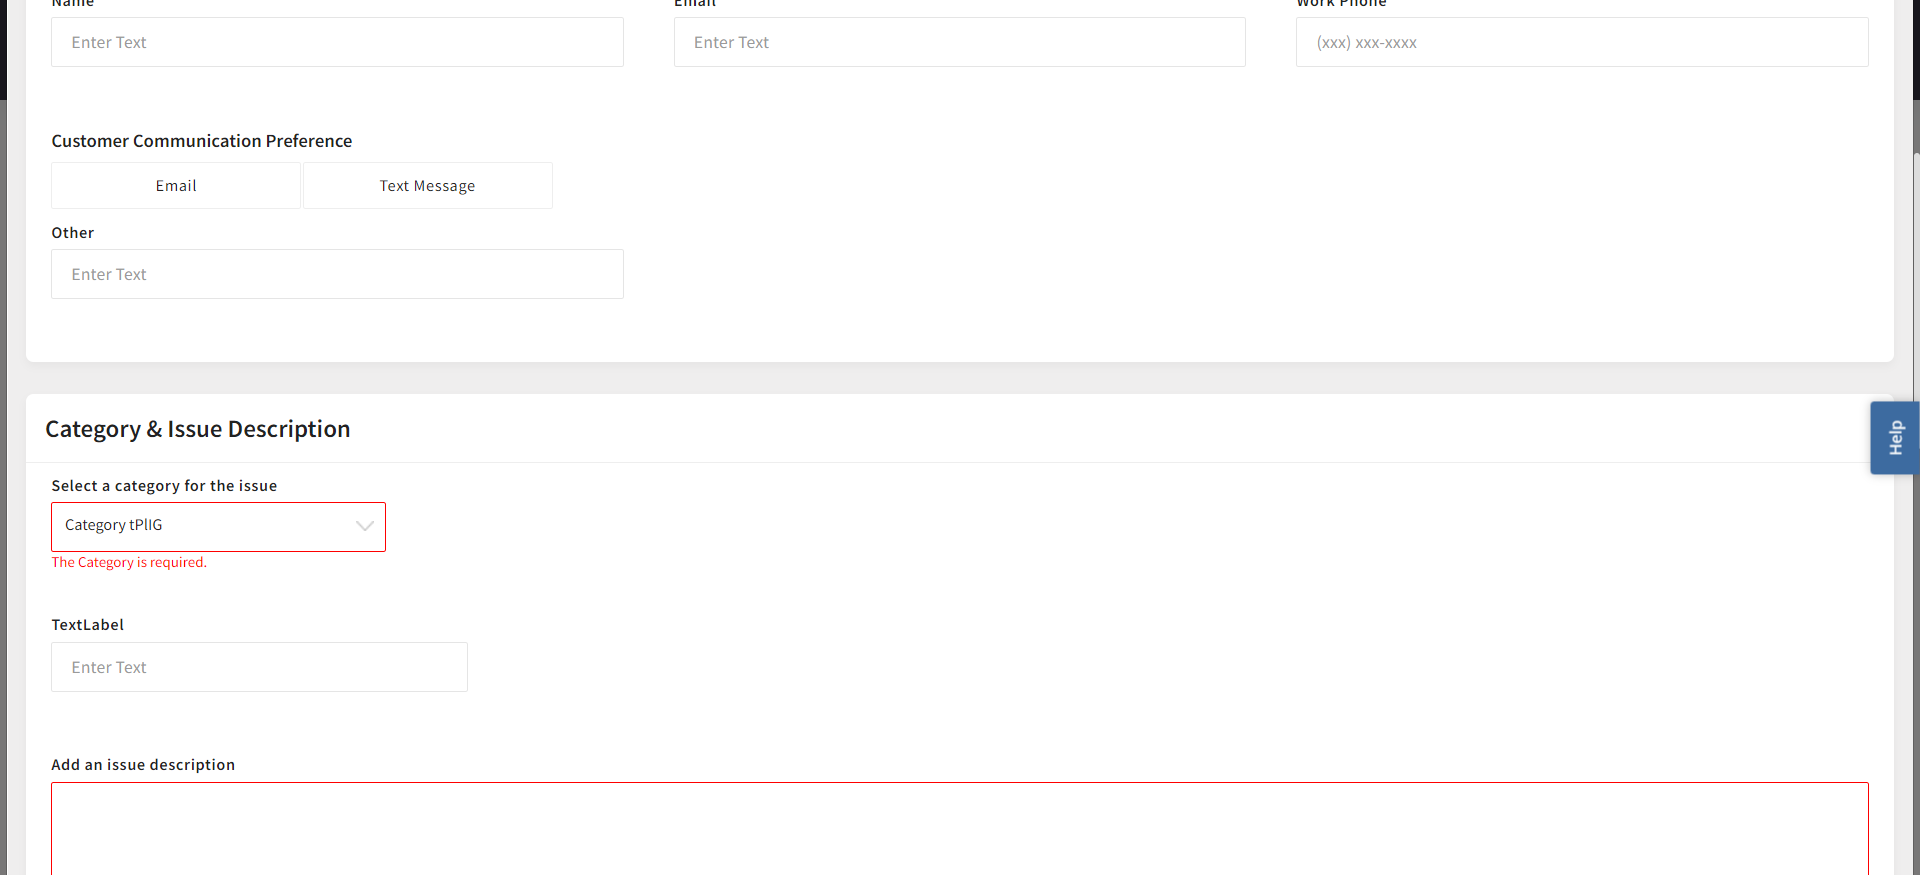 Name
Email
Work Phone
Enter Text
Enter Text
(xxx) xxx-xxxx
Customer Communication Preference
Email
Text Message
Other
Enter Text
Category & Issue Description
Help
Select a category for the issue
Category tPlIG
The Category is required.
TextLabel
Enter Text
Add an issue description